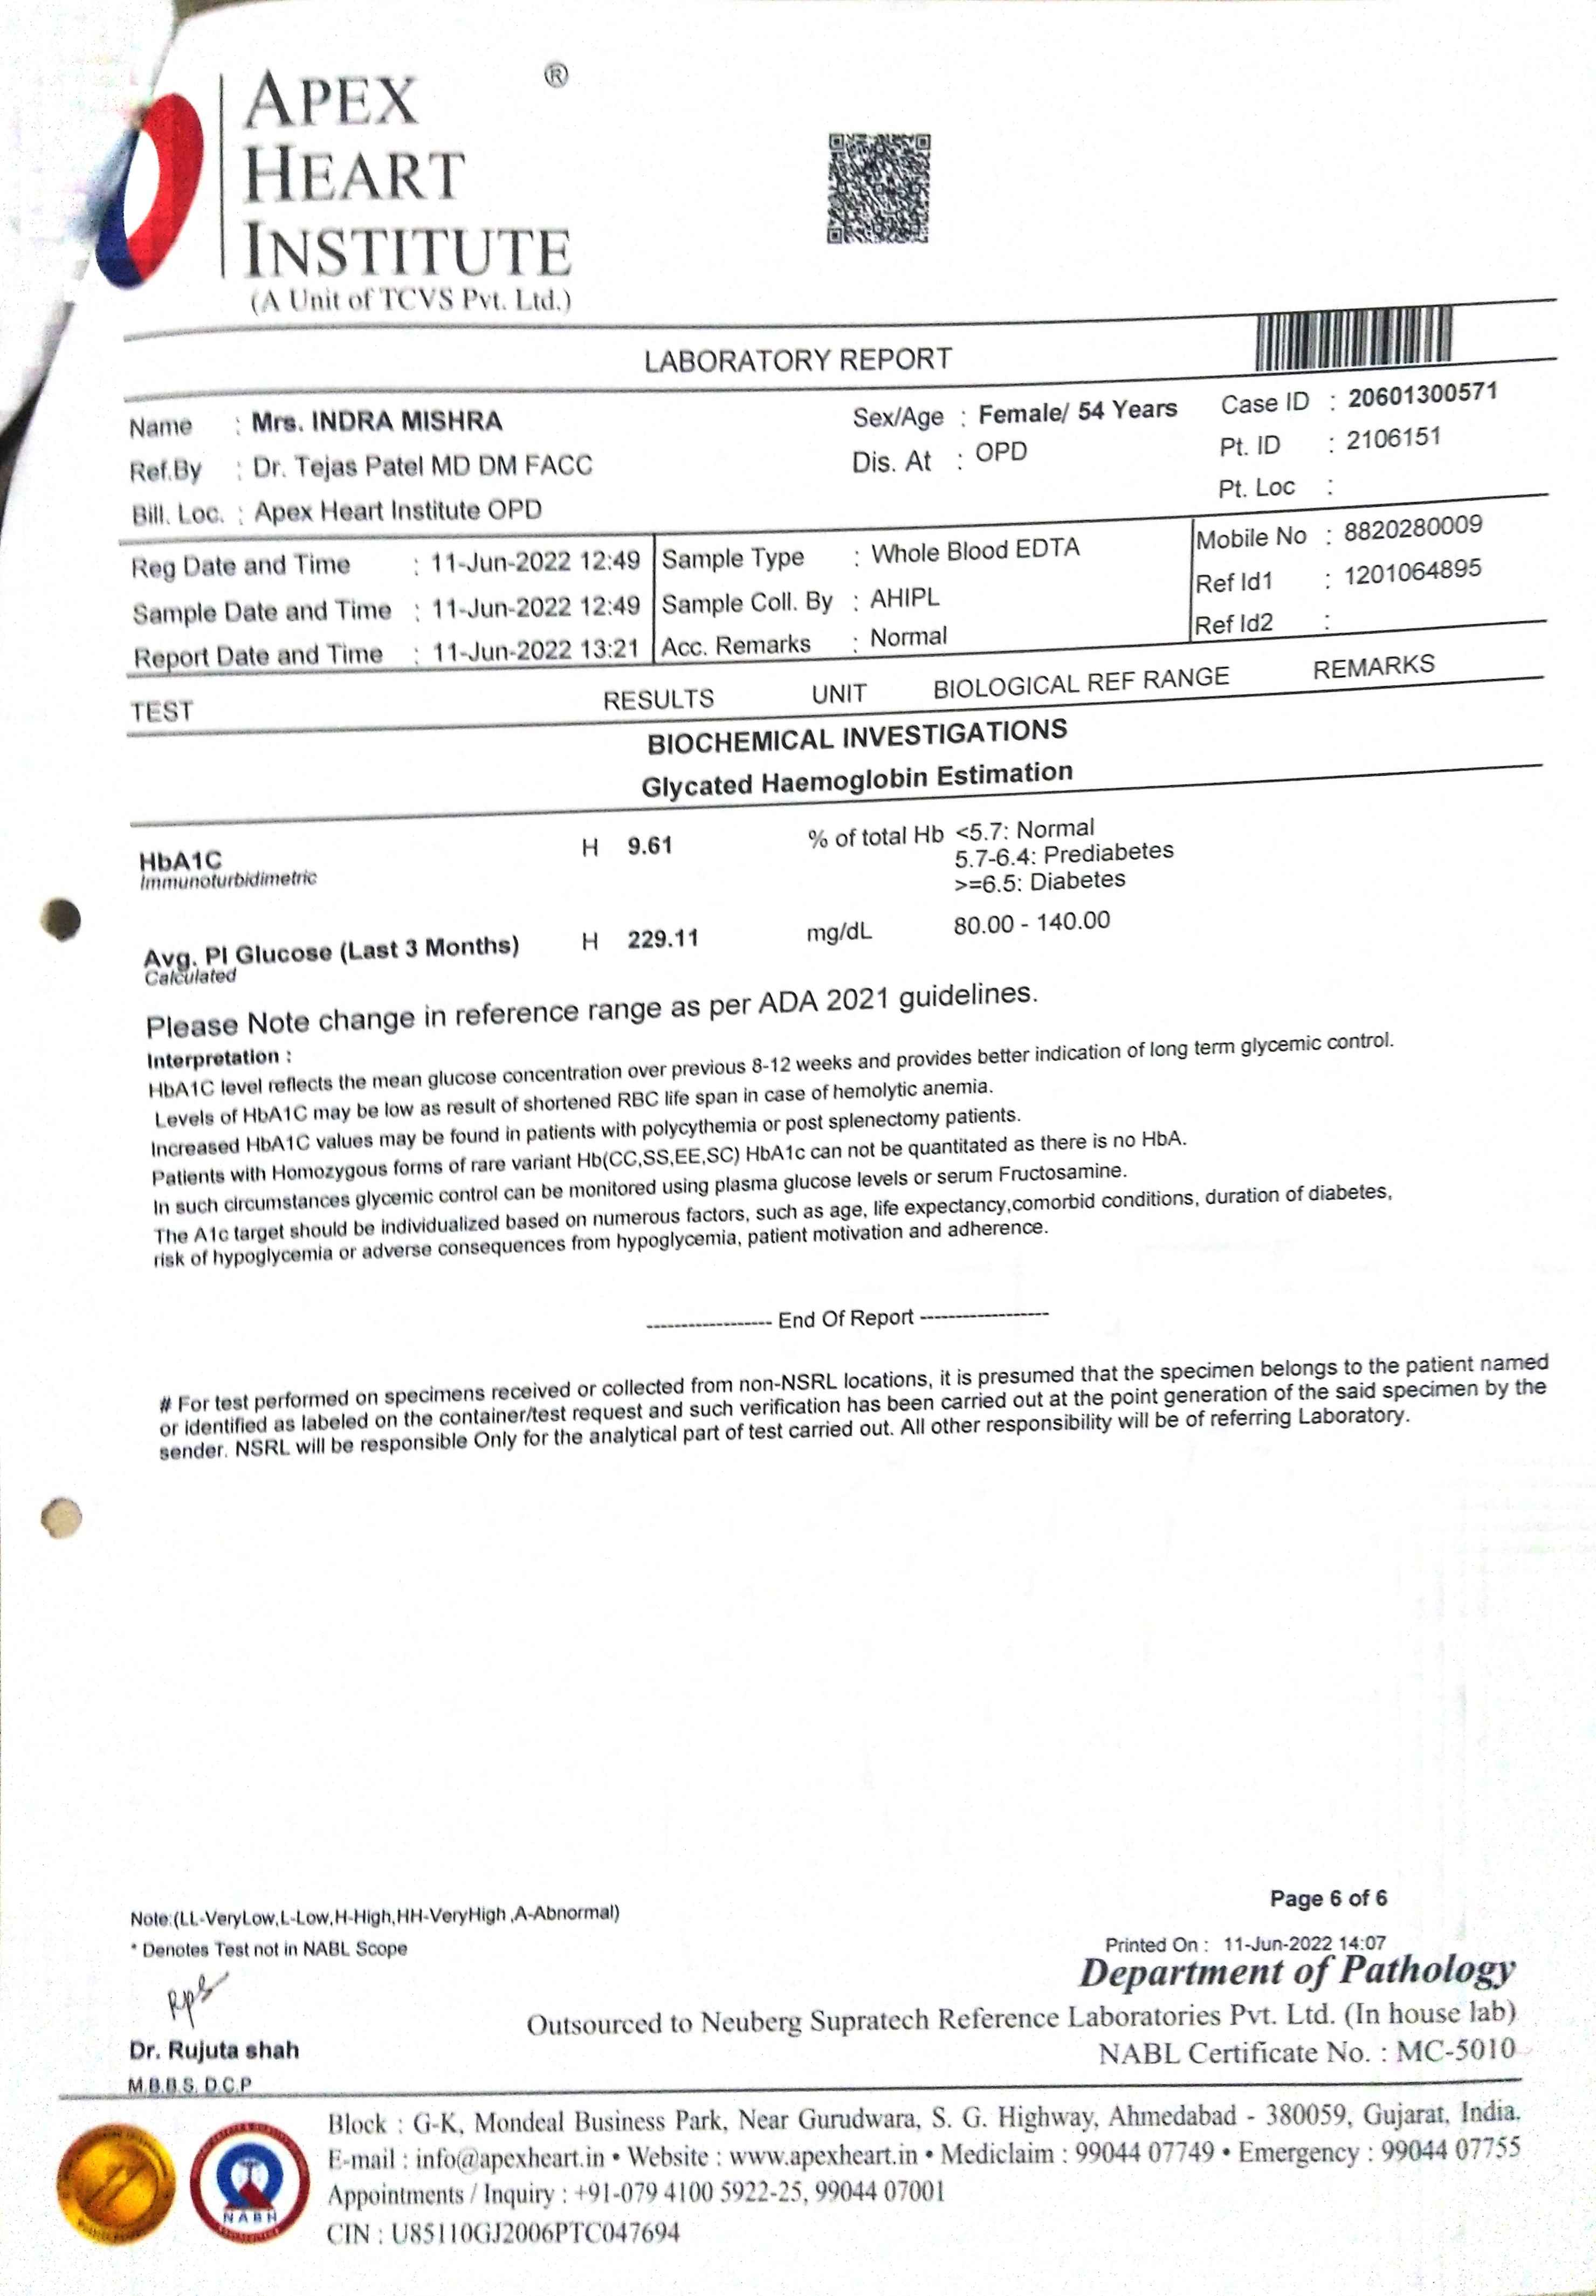 APEX ®
HEART
INSTITUTE
(A Unit of TCVS Pvt. Ltd.)
LABORATORY REPORT
Name : Mrs. INDRA MISHRA Sex/Age : Female/ 54 Years Case ID : 20601300571
Ref.By : Dr. Tejas Patel MD DM FACC Dis. At : OPD Pt. ID : 2106151
Bill. Loc. : Apex Heart Institute OPD Pt. Loc :
Reg Date and Time : 11-Jun-2022 12:49 Sample Type : Whole Blood EDTA Mobile No : 8820280009
Sample Date and Time : 11-Jun-2022 12:49 Sample Coll. By : AHIPL Ref Id1 : 1201064895
Report Date and Time : 11-Jun-2022 13:21 Acc. Remarks : Normal Ref Id2 :
TEST RESULTS UNIT BIOLOGICAL REF RANGE REMARKS
BIOCHEMICAL INVESTIGATIONS
Glycated Haemoglobin Estimation
HbA1C H 9.61 % of total Hb <5.7: Normal
Immunoturbidimetric 5.7-6.4: Prediabetes
>=6.5: Diabetes
Avg. Pl Glucose (Last 3 Months) H 229.11 mg/dL 80.00 - 140.00
Calculated
Please Note change in reference range as per ADA 2021 guidelines.
Interpretation :
HbA1C level reflects the mean glucose concentration over previous 8-12 weeks and provides better indication of long term glycemic control.
Levels of HbA1C may be low as result of shortened RBC life span in case of hemolytic anemia.
Increased HbA1C values may be found in patients with polycythemia or post splenectomy patients.
Patients with Homozygous forms of rare variant Hb(CC,SS,EE,SC) HbA1c can not be quantitated as there is no HbA.
In such circumstances glycemic control can be monitored using plasma glucose levels or serum Fructosamine.
The A1c target should be individualized based on numerous factors, such as age, life expectancy,comorbid conditions, duration of diabetes,
risk of hypoglycemia or adverse consequences from hypoglycemia, patient motivation and adherence.
------------------ End Of Report ------------------
# For test performed on specimens received or collected from non-NSRL locations, it is presumed that the specimen belongs to the patient named
or identified as labeled on the container/test request and such verification has been carried out at the point generation of the said specimen by the
sender. NSRL will be responsible Only for the analytical part of test carried out. All other responsibility will be of referring Laboratory.
Page 6 of 6
Note:(LL-VeryLow,L-Low,H-High,HH-VeryHigh ,A-Abnormal)
* Denotes Test not in NABL Scope
Printed On : 11-Jun-2022 14:07
Department of Pathology
Outsourced to Neuberg Supratech Reference Laboratories Pvt. Ltd. (In house lab)
Dr. Rujuta shah NABL Certificate No. : MC-5010
M.B.B.S. D.C.P
Block : G-K, Mondeal Business Park, Near Gurudwara, S. G. Highway, Ahmedabad - 380059, Gujarat, India.
E-mail : info@apexheart.in • Website : www.apexheart.in • Mediclaim : 99044 07749 • Emergency : 99044 07755
Appointments / Inquiry : +91-079 4100 5922-25, 99044 07001
CIN : U85110GJ2006PTC047694
NABH